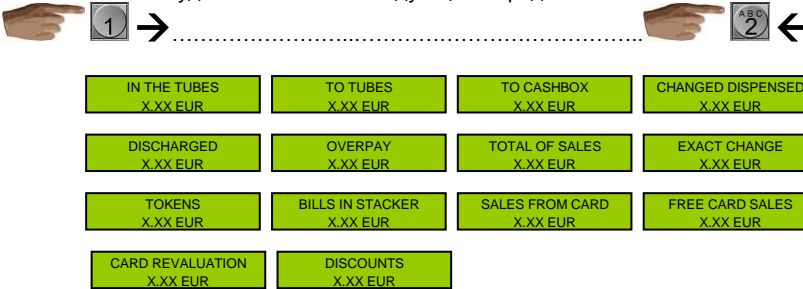 1 → ……………………………………………………………. ABC 2 ←
IN THE TUBES
X.XX EUR
TO TUBES
X.XX EUR
TO CASHBOX
X.XX EUR
CHANGED DISPENSED
X.XX EUR
DISCHARGED
X.XX EUR
OVERPAY
X.XX EUR
TOTAL OF SALES
X.XX EUR
EXACT CHANGE
X.XX EUR
TOKENS
X.XX EUR
BILLS IN STACKER
X.XX EUR
SALES FROM CARD
X.XX EUR
FREE CARD SALES
X.XX EUR
CARD REVALUATION
X.XX EUR
DISCOUNTS
X.XX EUR